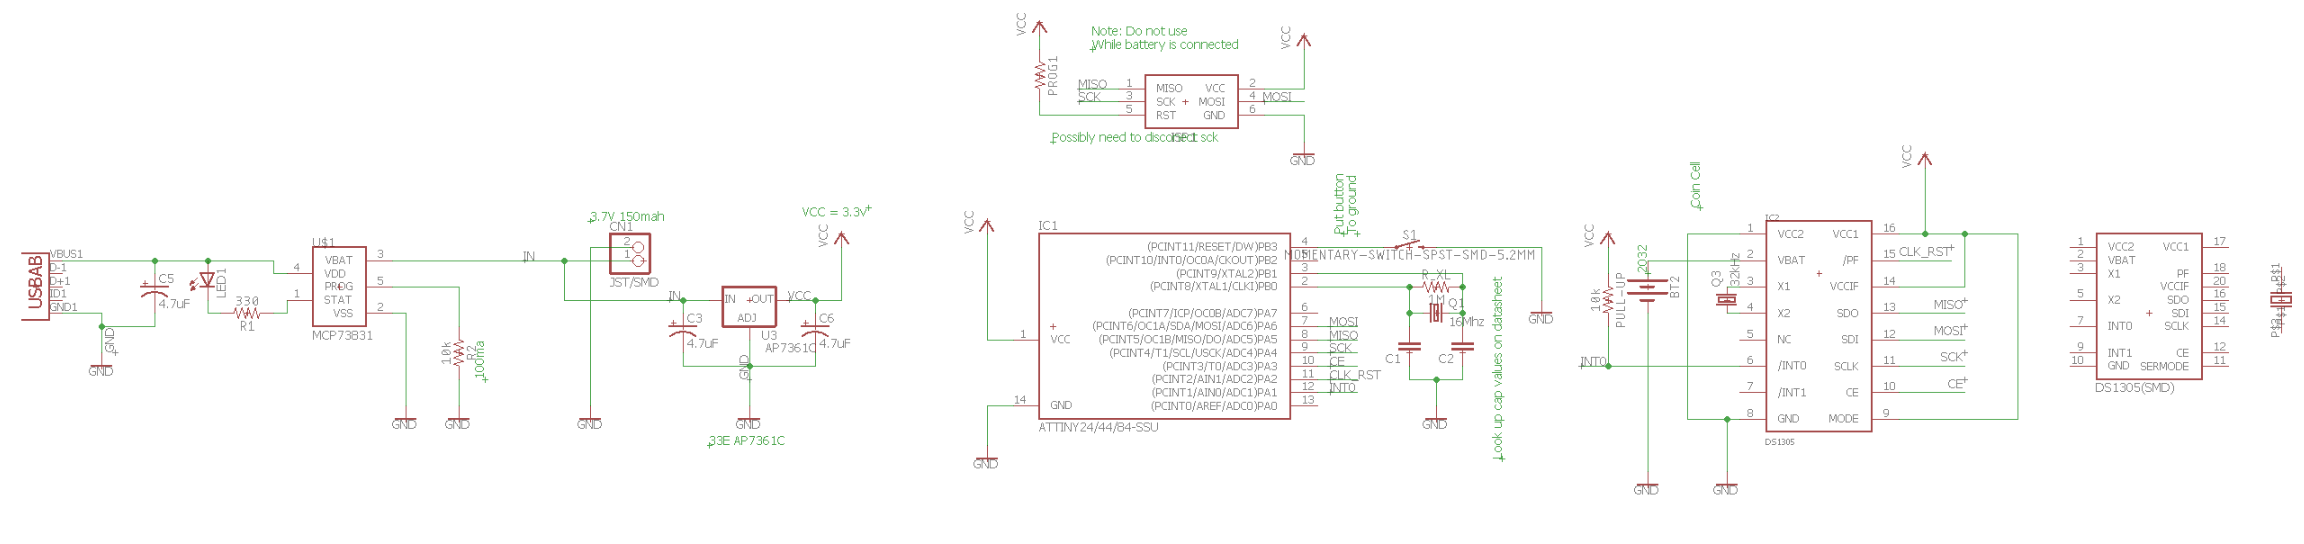 USBAB
VBUS1
D-1
D+1
ID1
GND1
GND
GND
C5
4.7uF
LED1
330
R1
U$1
VBAT
VDD
PROG
STAT
VSS
MCP73831
4
1
3
5
2
10k
R2
100ma
GND
GND
IN
3.7V 150mah
CN1
2
1
JST/SMD
GND
IN
C3
4.7uF
IN
OUT
ADJ
U3
AP7361C
VCC
C6
4.7uF
VCC = 3.3v
VCC
GND
GND
33E AP7361C
VCC
PROG1
Note: Do not use
While battery is connected
MISO
SCK
1
3
5
MISO
SCK
RST
VCC
MOSI
GND
2
4
6
MOSI
VCC
GND
Possibly need to disconnect sck
VCC
GND
IC1
1
VCC
14
GND
(PCINT11/RESET/DW)PB3
(PCINT10/INT0/OC0A/CKOUT)PB2
(PCINT9/XTAL2)PB1
(PCINT8/XTAL1/CLKI)PB0
(PCINT7/ICP/OC0B/ADC7)PA7
(PCINT6/OC1A/SDA/MOSI/ADC6)PA6
(PCINT5/OC1B/MISO/DO/ADC5)PA5
(PCINT4/T1/SCL/USCK/ADC4)PA4
(PCINT3/T0/ADC3)PA3
(PCINT2/AIN1/ADC2)PA2
(PCINT1/AIN0/ADC1)PA1
(PCINT0/AREF/ADC0)PA0
ATTINY24/44/84-SSU
4
5
3
2
6
7
8
9
10
11
12
13
MOSI
MISO
SCK
CE
CLK_RST
INT0
Put button
To ground
S1
MOMENTARY-SWITCH-SPST-SMD-5.2MM
GND
R_XL
1M
Q1
16Mhz
C1
C2
GND
Look up cap values on datasheet
VCC
10k
PULL-UP
INT0
2032
BT2
GND
Coin Cell
Q3
32kHz
GND
IC2
1
2
3
4
5
6
7
8
VCC2
VBAT
X1
X2
NC
/INT0
/INT1
GND
VCC1
/PF
VCCIF
SDO
SDI
SCLK
CE
MODE
16
15
14
13
12
11
10
9
DS1305
VCC
CLK_RST
MISO
MOSI
SCK
CE
1
2
3
5
7
9
10
VCC2
VBAT
X1
X2
INT0
INT1
GND
VCC1
PF
VCCIF
SDO
SDI
SCLK
CE
SERMODE
17
18
20
16
15
14
12
11
DS1305(SMD)